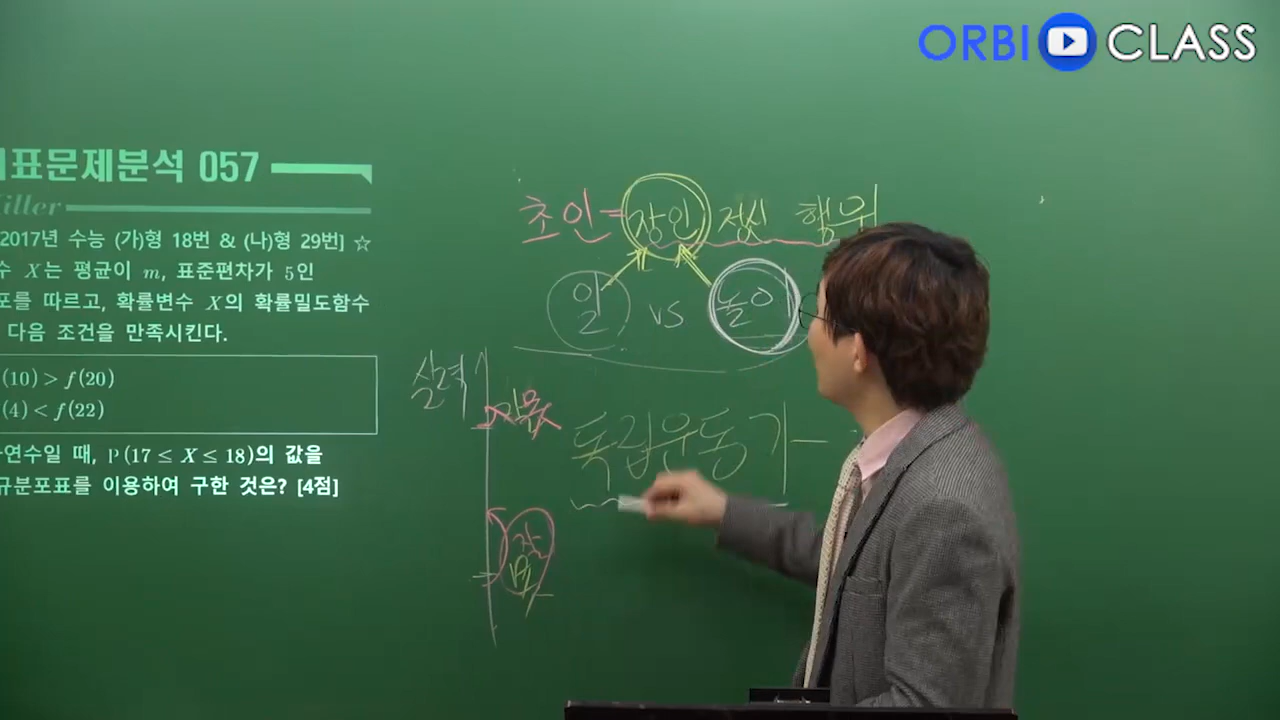 ORBI CLASS
표문제분석 057
iller
2017년 수능 (가)형 18번 & (나)형 29번] ☆
수 X는 평균이 m, 표준편차가 5인
포를 따르고, 확률변수 X의 확률밀도함수
다음 조건을 만족시킨다.
(10) > f(20)
(4) < f(22)
연수일 때, P(17 ≤ X ≤ 18)의 값을
규분포표를 이용하여 구한 것은? [4점]
초인=장인 정신 행위
일 vs 놀이
실력
독립운동가